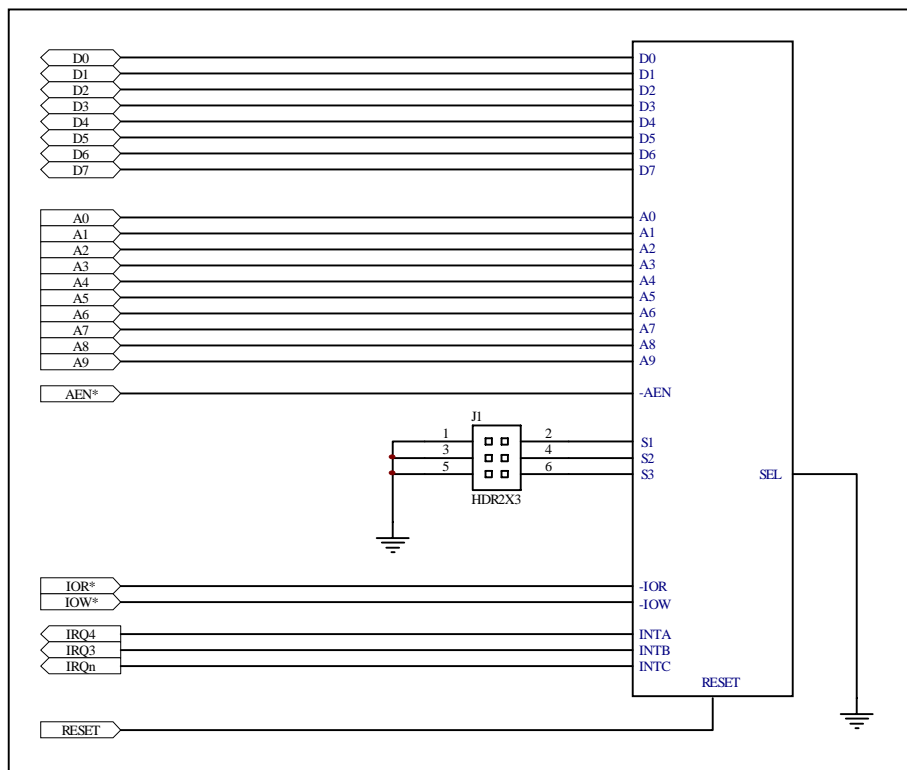 D0 D0
D1 D1
D2 D2
D3 D3
D4 D4
D5 D5
D6 D6
D7 D7
A0 A0
A1 A1
A2 A2
A3 A3
A4 A4
A5 A5
A6 A6
A7 A7
A8 A8
A9 A9
AEN* -AEN
J1
1 2 S1
3 4 S2
5 6 S3 SEL
HDR2X3
IOR* -IOR
IOW* -IOW
IRQ4 INTA
IRQ3 INTB
IRQn INTC
RESET
RESET